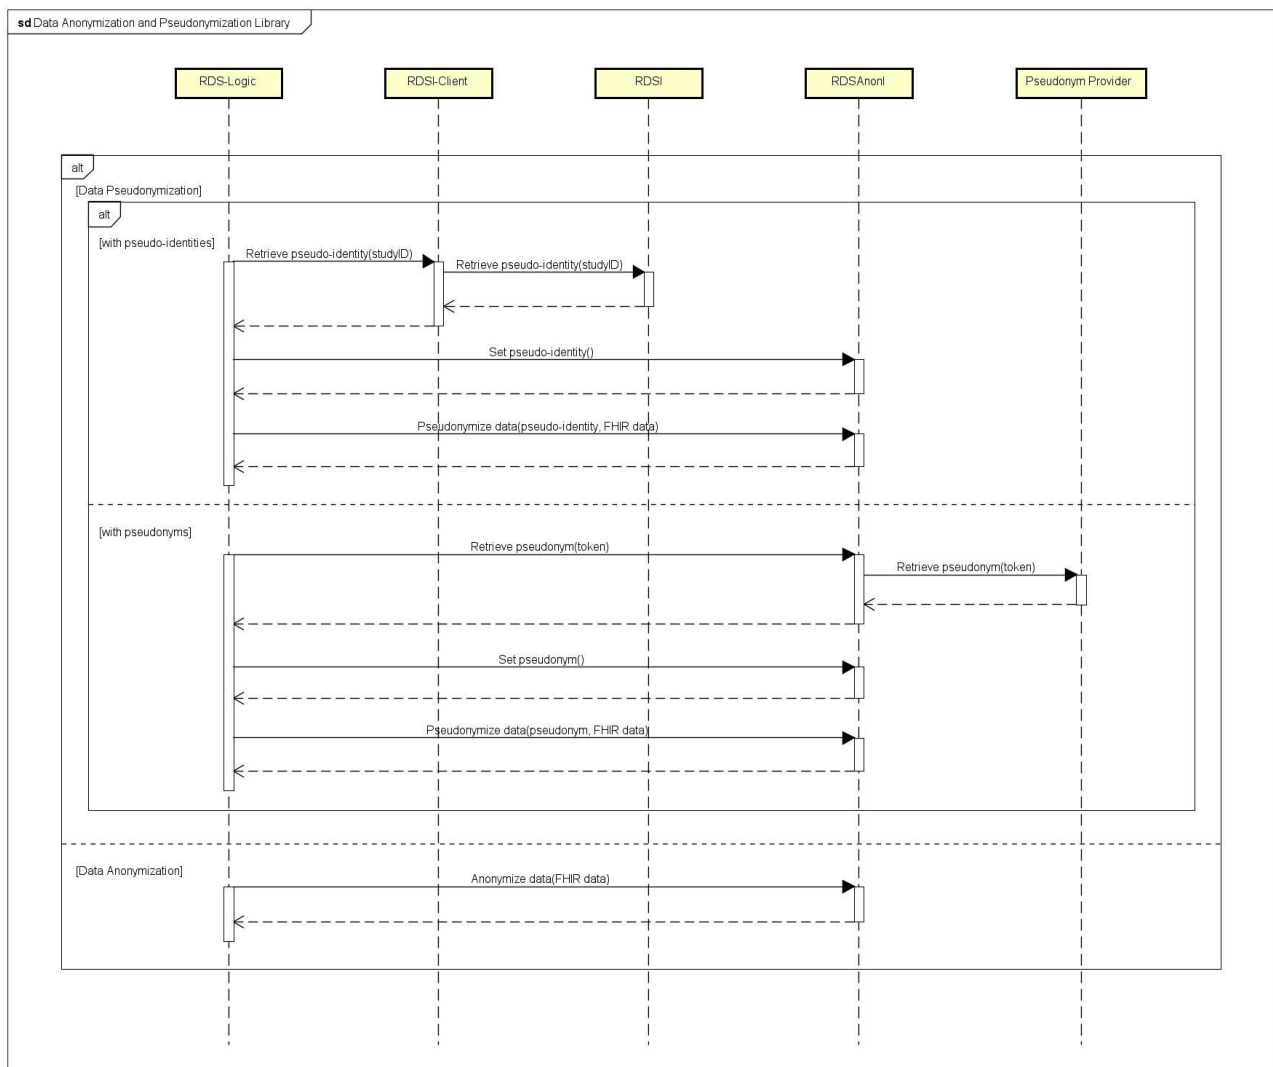 sd Data Anonymization and Pseudonymization Library
RDS-Logic
RDSI-Client
RDSI
RDSAnonI
Pseudonym Provider
alt
[Data Pseudonymization]
alt
[with pseudo-identities]
Retrieve pseudo-identity(studyID)
Retrieve pseudo-identity(studyID)
Set pseudo-identity()
Pseudonymize data(pseudo-identity, FHIR data)
[with pseudonyms]
Retrieve pseudonym(token)
Retrieve pseudonym(token)
Set pseudonym()
Pseudonymize data(pseudonym, FHIR data)
[Data Anonymization]
Anonymize data(FHIR data)